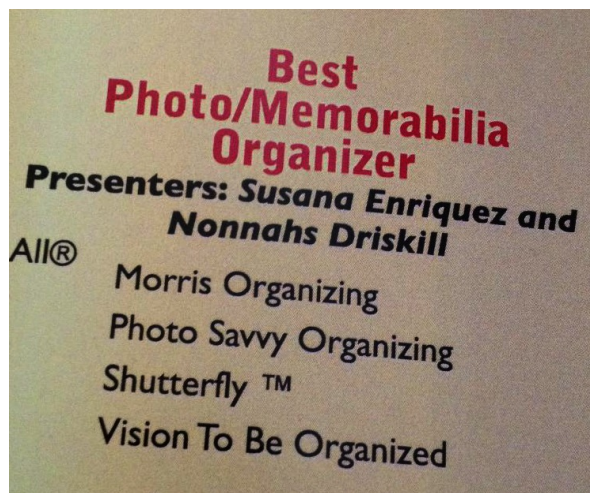 Best
Photo/Memorabilia
Organizer
Presenters: Susana Enriquez and
Nonnahs Driskill
All®
Morris Organizing
Photo Savvy Organizing
Shutterfly ™
Vision To Be Organized